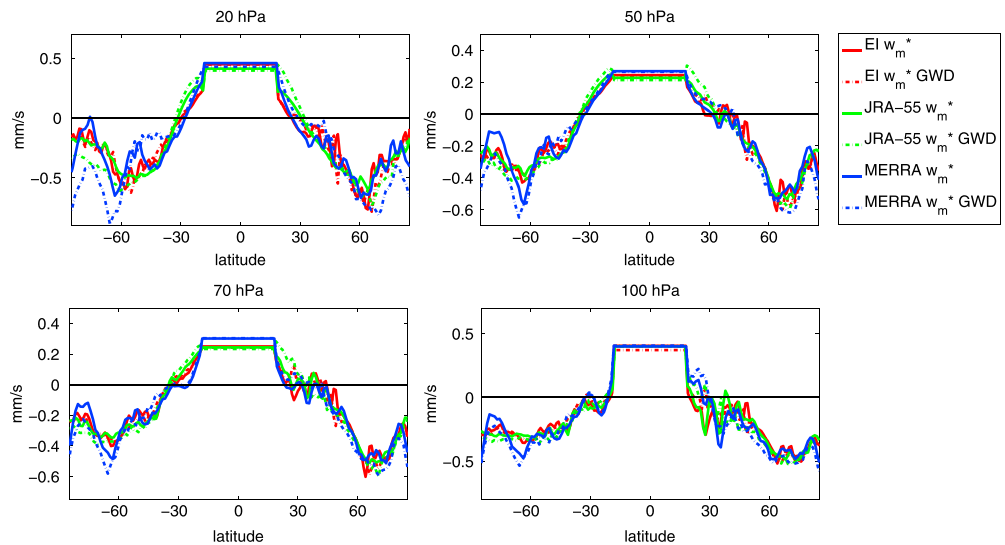 20 hPa
0.5
0
−0.5
mm/s
−60 −30 0 30 60
latitude
50 hPa
0.4
0.2
0
−0.2
−0.4
−0.6
mm/s
−60 −30 0 30 60
latitude
EI w_m*
EI w_m* GWD
JRA−55 w_m*
JRA−55 w_m* GWD
MERRA w_m*
MERRA w_m* GWD
70 hPa
0.4
0.2
0
−0.2
−0.4
−0.6
mm/s
−60 −30 0 30 60
latitude
100 hPa
0.5
0
−0.5
mm/s
−60 −30 0 30 60
latitude